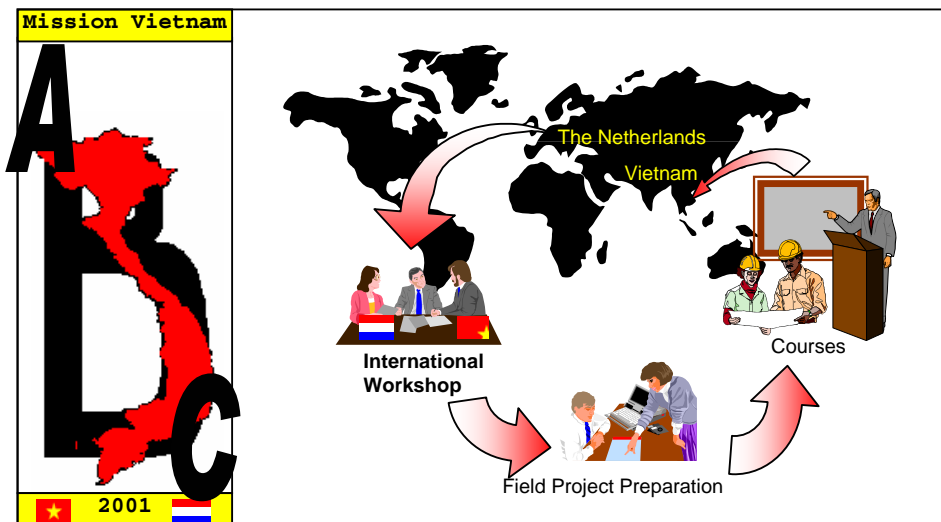 Mission Vietnam
A
B
C
2001
The Netherlands
Vietnam
International
Workshop
Field Project Preparation
Courses